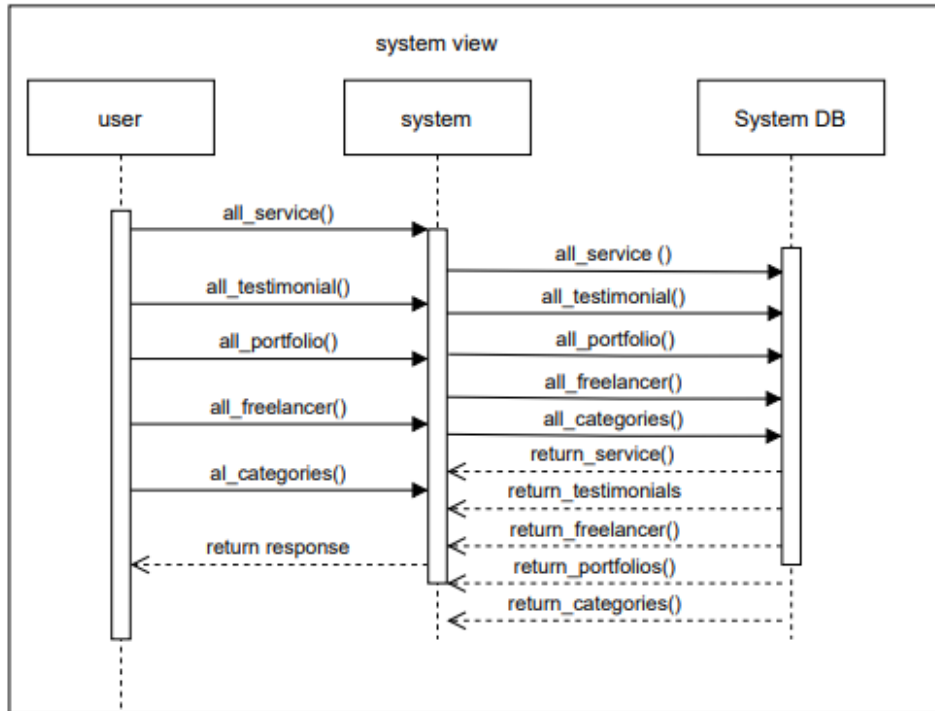 system view
user
system
System DB
all_service()
all_service ()
all_testimonial()
all_testimonial()
all_portfolio()
all_portfolio()
all_freelancer()
all_freelancer()
all_categories()
return_service()
al_categories()
return_testimonials
return_freelancer()
return response
return_portfolios()
return_categories()